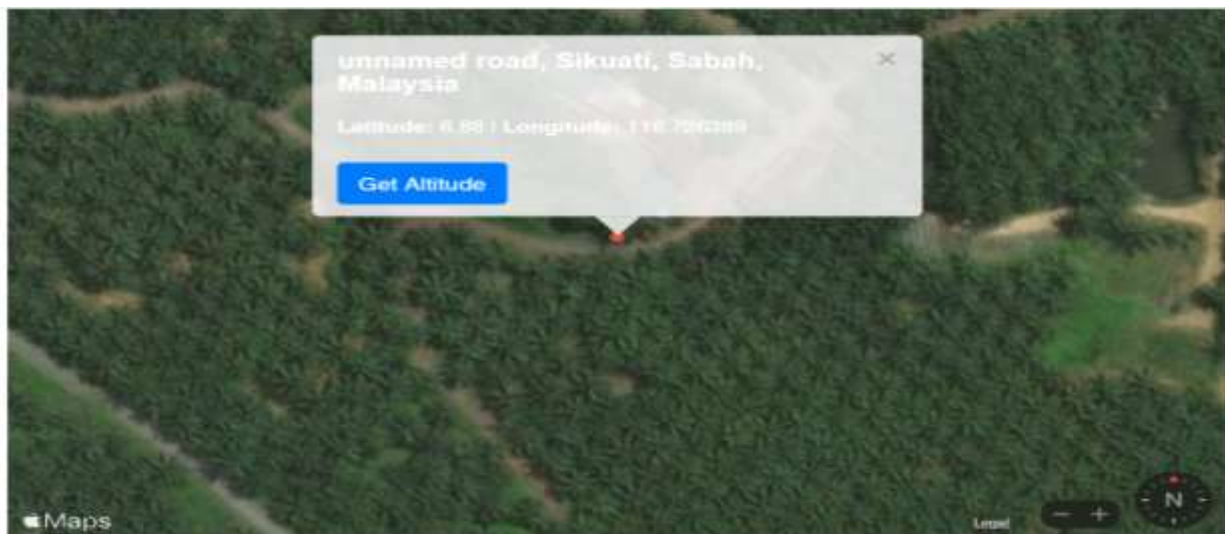 unnamed road, Sikuati, Sabah,
Malaysia
×
Latitude: 6.88 | Longitude:
Get Altitude
Maps
Legal
− +
N